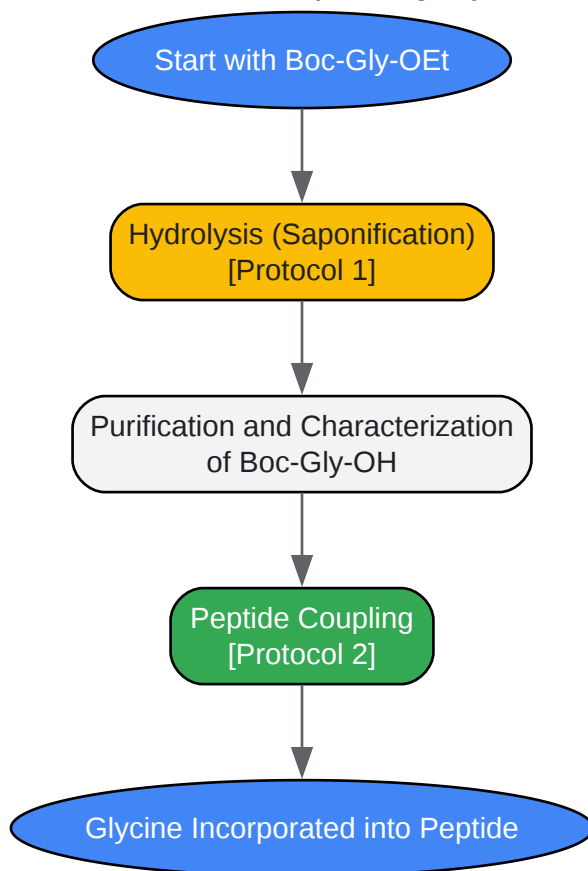 Start with Boc-Gly-OEt
Hydrolysis (Saponification)
[Protocol 1]
Purification and Characterization
of Boc-Gly-OH
Peptide Coupling
[Protocol 2]
Glycine Incorporated into Peptide